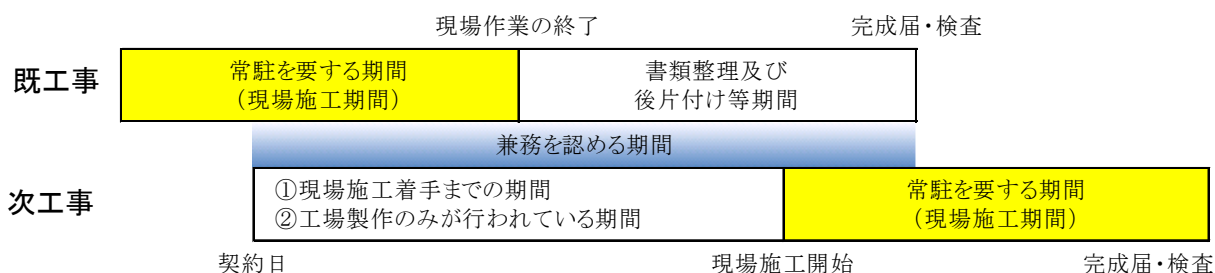 現場作業の終了
完成届・検査
既工事
常駐を要する期間
（現場施工期間）
書類整理及び
後片付け等期間
兼務を認める期間
次工事
①現場施工着手までの期間
②工場製作のみが行われている期間
常駐を要する期間
（現場施工期間）
契約日
現場施工開始
完成届・検査